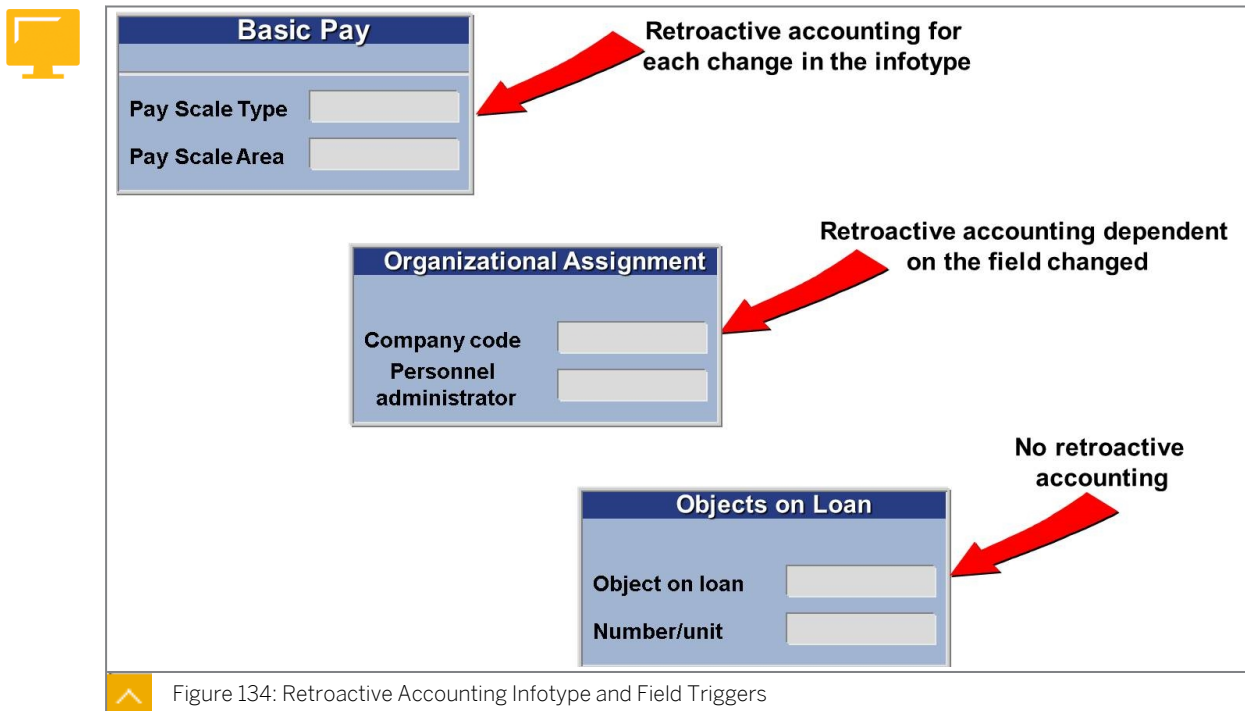 Basic Pay
Retroactive accounting for
each change in the infotype
Pay Scale Type
Pay Scale Area
Retroactive accounting dependent
on the field changed
Organizational Assignment
Company code
Personnel
administrator
No retroactive
accounting
Objects on Loan
Object on loan
Number/unit
Figure 134: Retroactive Accounting Infotype and Field Triggers